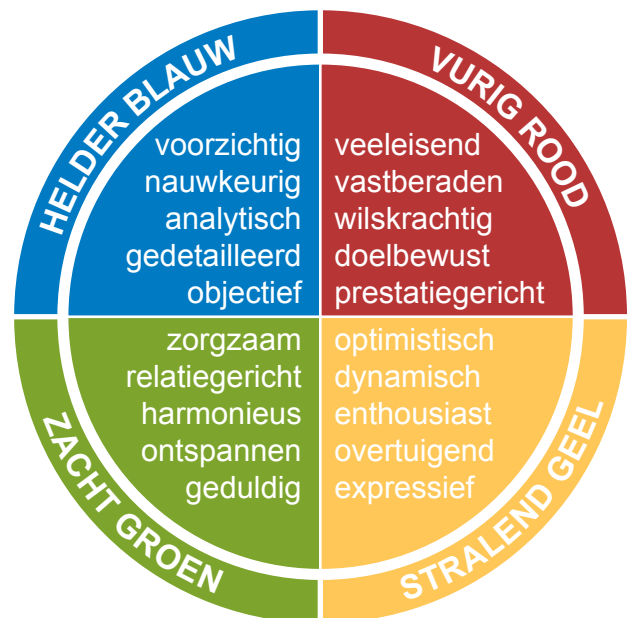 HELDER BLAUW
voorzichtig
nauwkeurig
analytisch
gedetailleerd
objectief
VURIG ROOD
veeleisend
vastberaden
wilskrachtig
doelbewust
prestatiegericht
ZACHT GROEN
zorgzaam
relatiegericht
harmonieus
ontspannen
geduldig
STRALEND GEEL
optimistisch
dynamisch
enthousiast
overtuigend
expressief